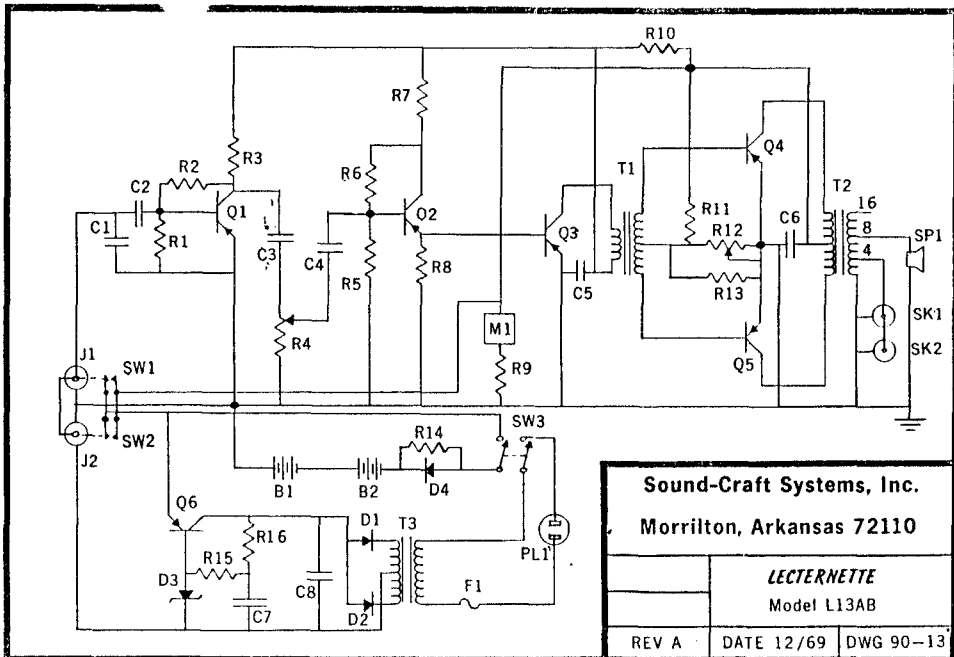 R10
R7
R3
R2
R6
C2
C1
R1
Q1
C3
C4
Q2
R5
R8
R4
Q3
C5
T1
Q4
R11
R12
R13
C6
T2
16
8
4
SP1
SK1
SK2
Q5
M1
R9
J1
SW1
SW2
J2
SW3
R14
B1
B2
D4
Q6
R16
R15
D3
C7
C8
D1
D2
T3
F1
PL1
Sound-Craft Systems, Inc.
Morrilton, Arkansas 72110
LECTERNETTE
Model L13AB
REV A
DATE 12/69
DWG 90-13